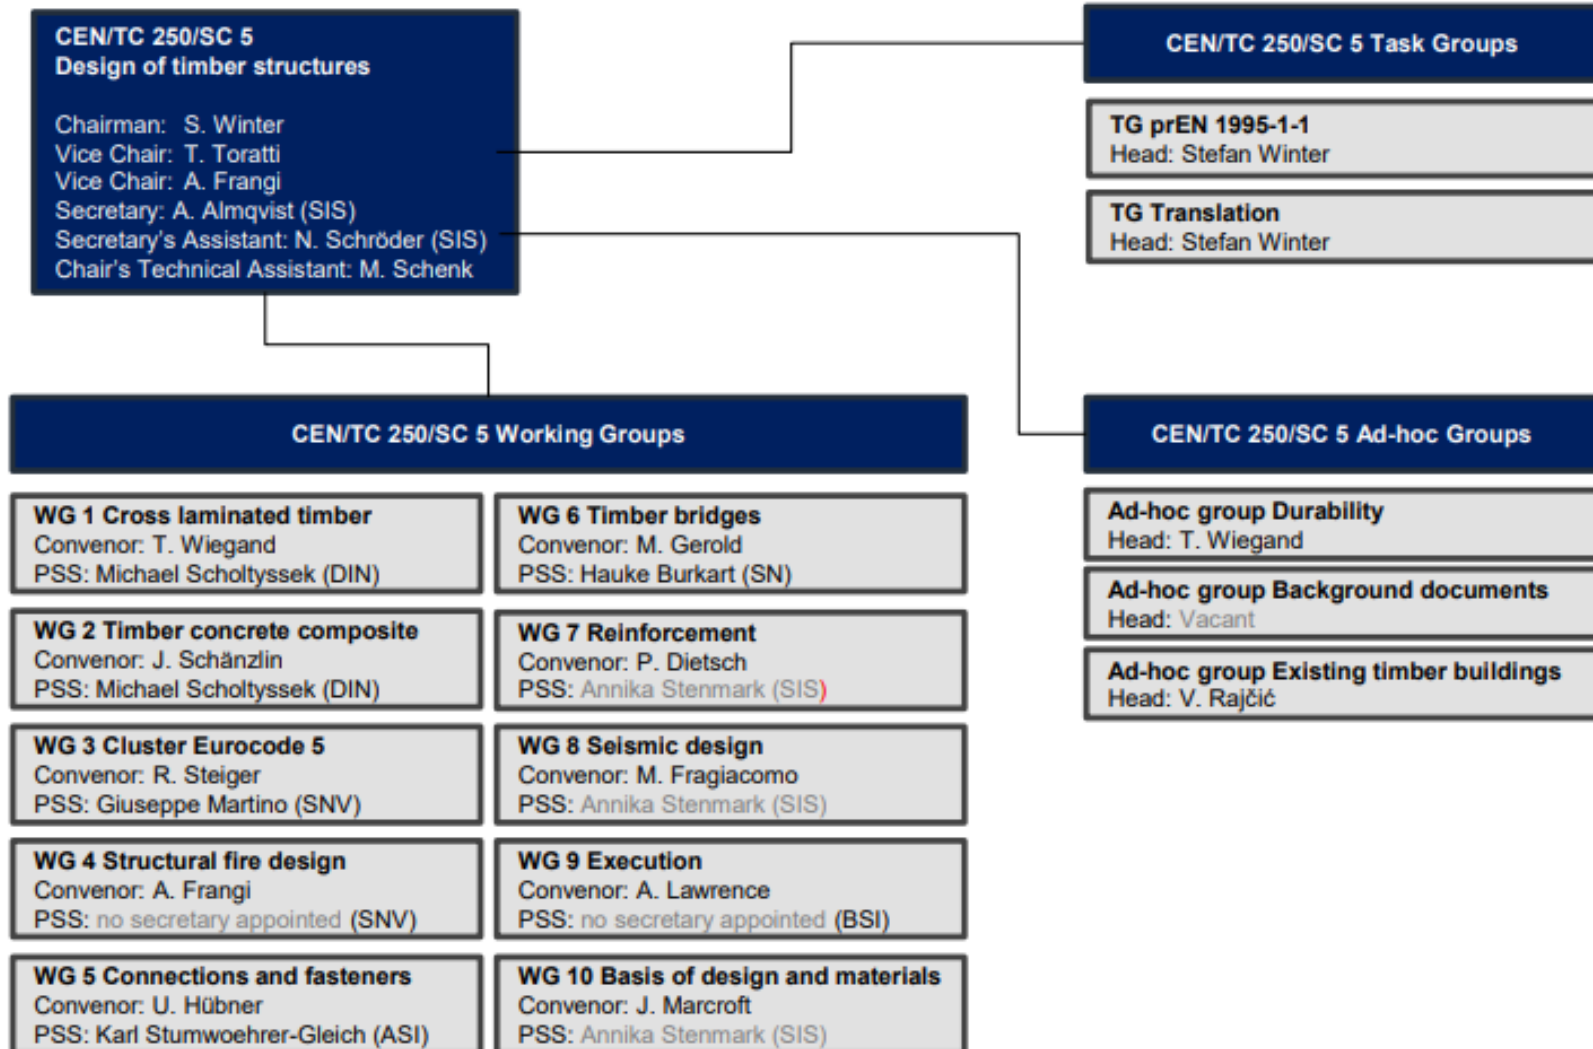 CEN/TC 250/SC 5
Design of timber structures
Chairman: S. Winter
Vice Chair: T. Toratti
Vice Chair: A. Frangi
Secretary: A. Almqvist (SIS)
Secretary's Assistant: N. Schröder (SIS)
Chair's Technical Assistant: M. Schenk
CEN/TC 250/SC 5 Task Groups
TG prEN 1995-1-1
Head: Stefan Winter
TG Translation
Head: Stefan Winter
CEN/TC 250/SC 5 Working Groups
WG 1 Cross laminated timber
Convenor: T. Wiegand
PSS: Michael Scholtyssek (DIN)
WG 2 Timber concrete composite
Convenor: J. Schänzlin
PSS: Michael Scholtyssek (DIN)
WG 3 Cluster Eurocode 5
Convenor: R. Steiger
PSS: Giuseppe Martino (SNV)
WG 4 Structural fire design
Convenor: A. Frangi
PSS: no secretary appointed (SNV)
WG 5 Connections and fasteners
Convenor: U. Hübner
PSS: Karl Stumwoehrer-Gleich (ASI)
WG 6 Timber bridges
Convenor: M. Gerold
PSS: Hauke Burkart (SN)
WG 7 Reinforcement
Convenor: P. Dietsch
PSS: Annika Stenmark (SIS)
WG 8 Seismic design
Convenor: M. Fragiacomo
PSS: Annika Stenmark (SIS)
WG 9 Execution
Convenor: A. Lawrence
PSS: no secretary appointed (BSI)
WG 10 Basis of design and materials
Convenor: J. Marcroft
PSS: Annika Stenmark (SIS)
CEN/TC 250/SC 5 Ad-hoc Groups
Ad-hoc group Durability
Head: T. Wiegand
Ad-hoc group Background documents
Head: Vacant
Ad-hoc group Existing timber buildings
Head: V. Rajčić